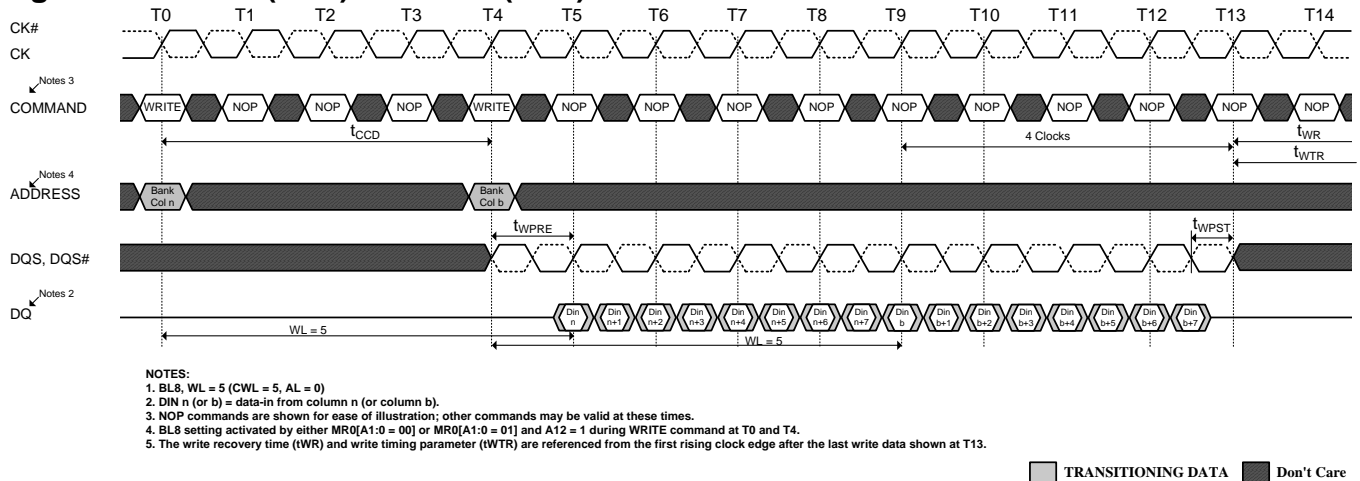 T0 T1 T2 T3 T4 T5 T6 T7 T8 T9 T10 T11 T12 T13 T14
CK#
CK
Notes 3
COMMAND
WRITE NOP NOP NOP WRITE NOP NOP NOP NOP NOP NOP NOP NOP NOP NOP
tCCD
4 Clocks
tWR
tWTR
Notes 4
ADDRESS
Bank Col n
Bank Col b
tWPRE
tWPST
DQS, DQS#
Notes 2
DQ
Din n Din n+1 Din n+2 Din n+3 Din n+4 Din n+5 Din n+6 Din n+7 Din b Din b+1 Din b+2 Din b+3 Din b+4 Din b+5 Din b+6 Din b+7
WL = 5
WL = 5
NOTES:
1. BL8, WL = 5 (CWL = 5, AL = 0)
2. DIN n (or b) = data-in from column n (or column b).
3. NOP commands are shown for ease of illustration; other commands may be valid at these times.
4. BL8 setting activated by either MR0[A1:0 = 00] or MR0[A1:0 = 01] and A12 = 1 during WRITE command at T0 and T4.
5. The write recovery time (tWR) and write timing parameter (tWTR) are referenced from the first rising clock edge after the last write data shown at T13.
TRANSITIONING DATA
Don't Care